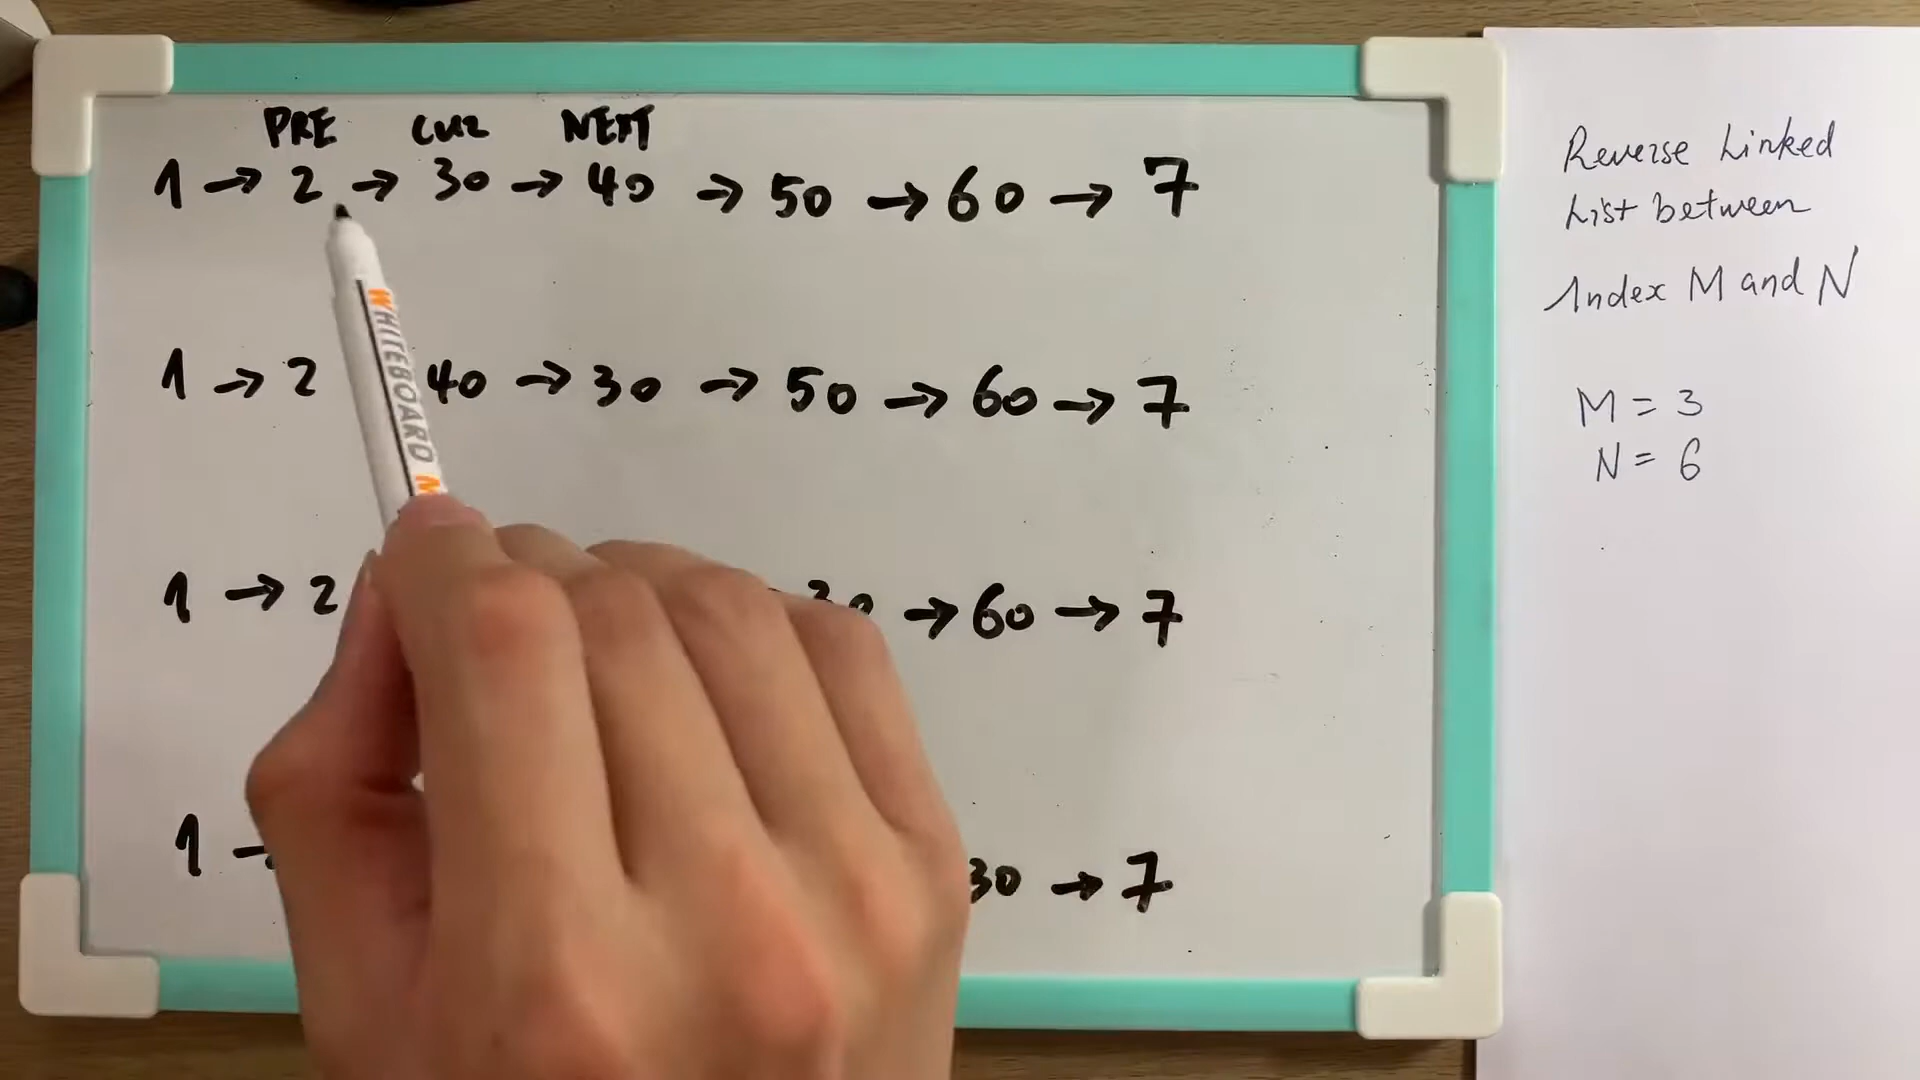 PRE CUR NEXT
1 → 2 → 30 → 40 → 50 → 60 → 7
1 → 2 40 → 30 → 50 → 60 → 7
1 → 2 30 → 60 → 7
1 → 30 → 7
WHITEBOARD
Reverse Linked
List between
Index M and N
M = 3
N = 6